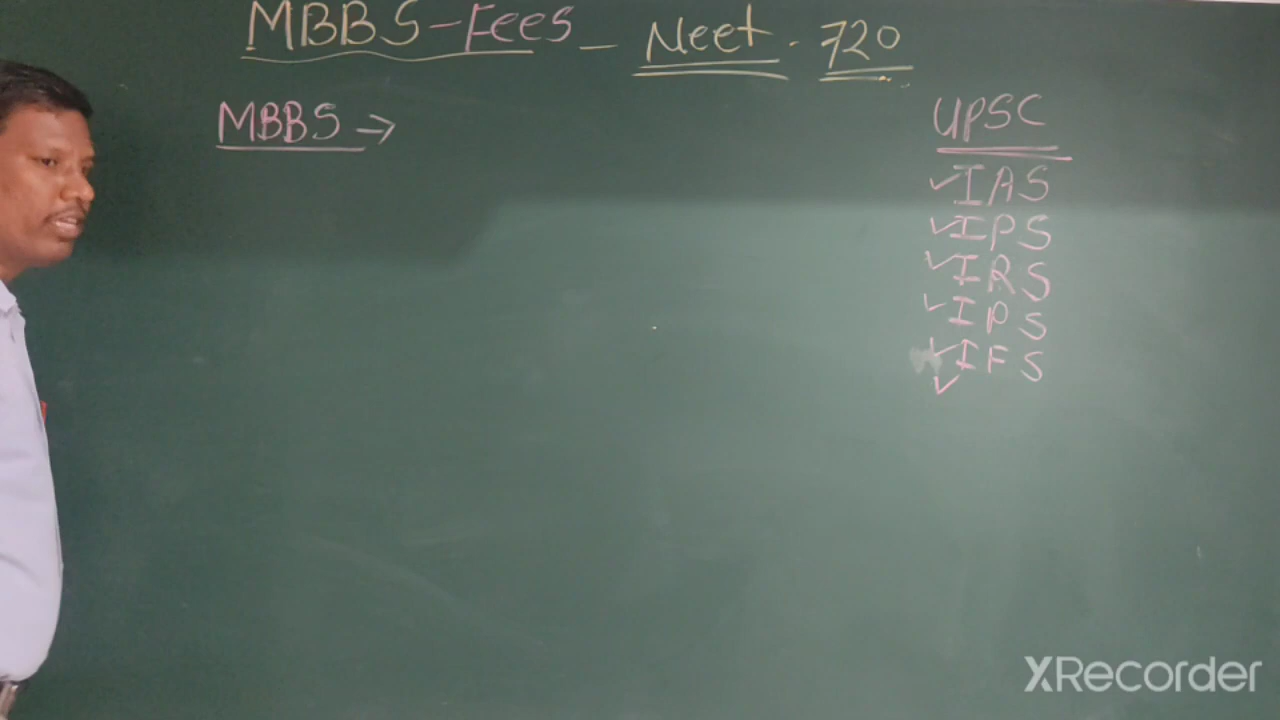 MBBS-Fees - Neet. 720
MBBS →
UPSC
✓IAS
✓IPS
✓IRS
✓IPS
✓IFS
✓
XRecorder